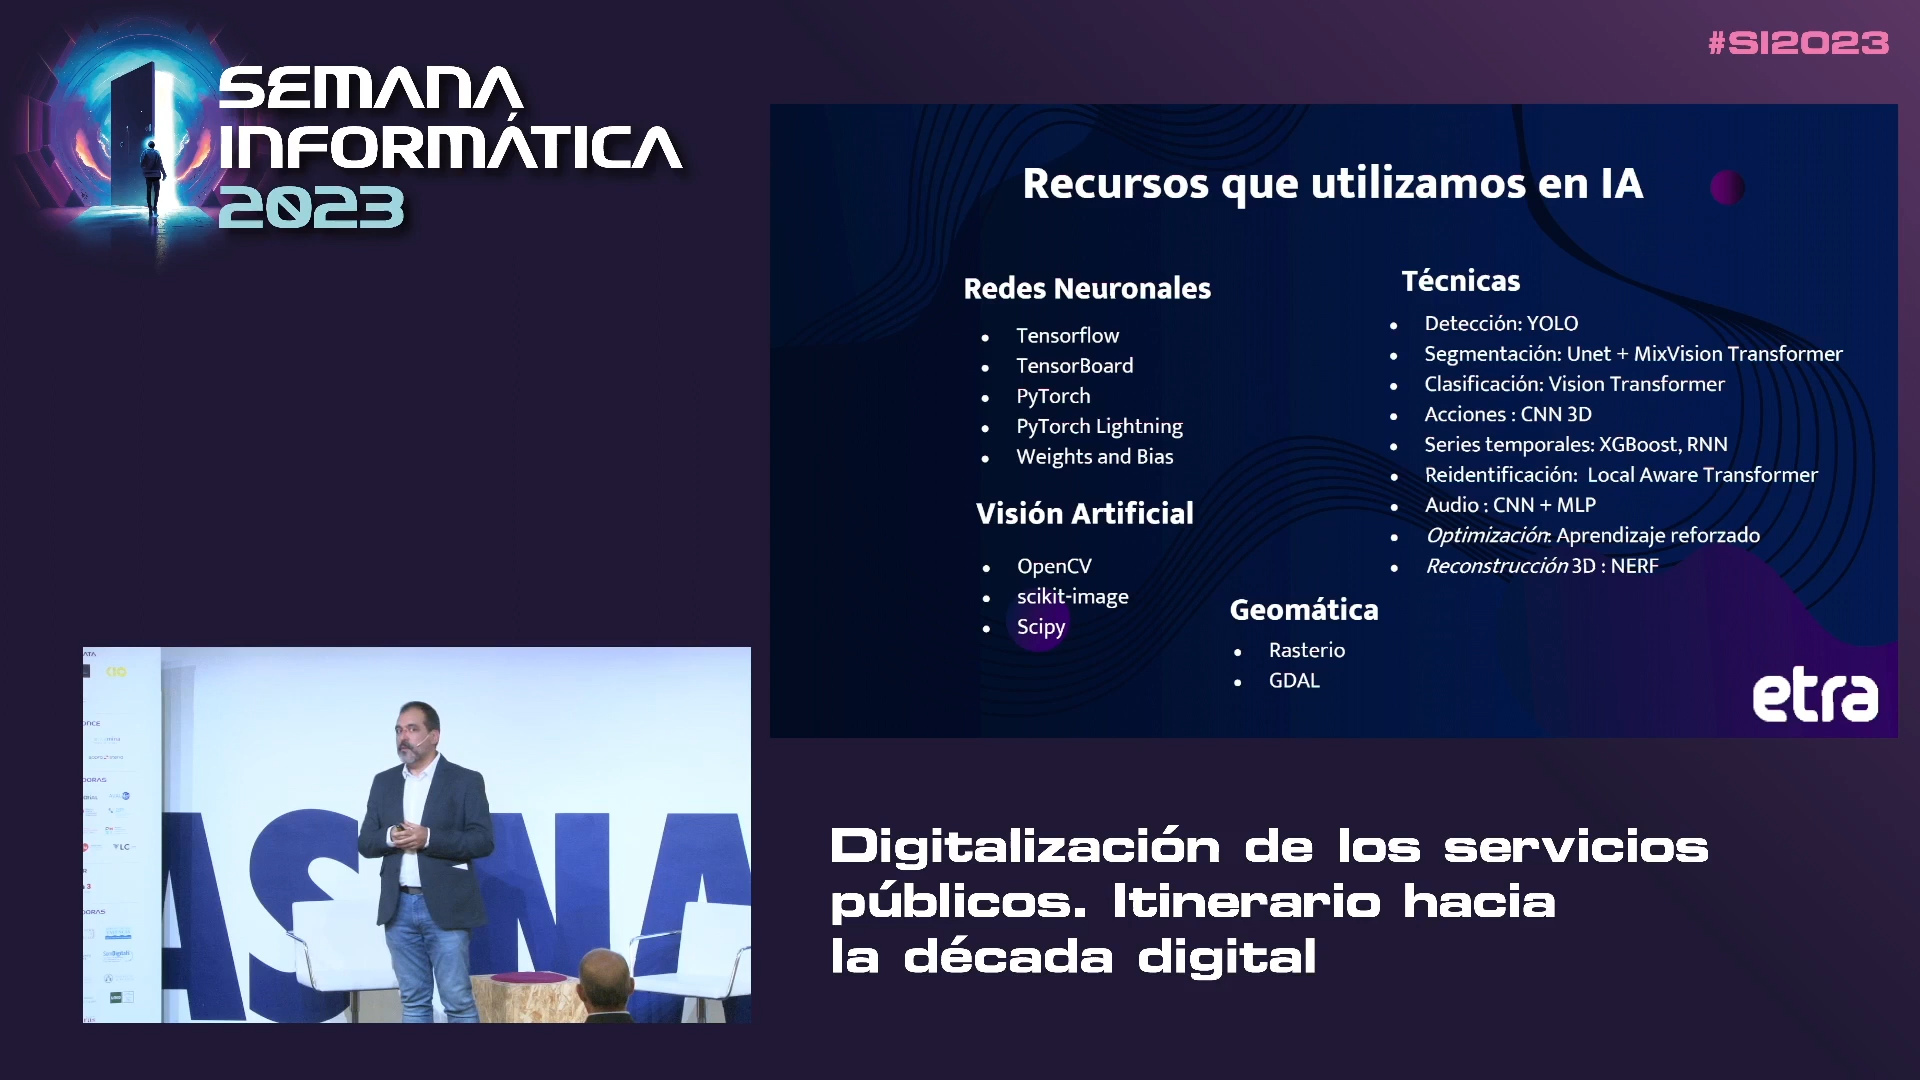 SEMANA
INFORMÁTICA
2023
#SI2023
Recursos que utilizamos en IA
Redes Neuronales
• Tensorflow
• TensorBoard
• PyTorch
• PyTorch Lightning
• Weights and Bias
Visión Artificial
• OpenCV
• scikit-image
• Scipy
Técnicas
• Detección: YOLO
• Segmentación: Unet + MixVision Transformer
• Clasificación: Vision Transformer
• Acciones : CNN 3D
• Series temporales: XGBoost, RNN
• Reidentificación: Local Aware Transformer
• Audio : CNN + MLP
• Optimización: Aprendizaje reforzado
• Reconstrucción 3D : NERF
Geomática
• Rasterio
• GDAL
etra
ASNA
Digitalización de los servicios
públicos. Itinerario hacia
la década digital